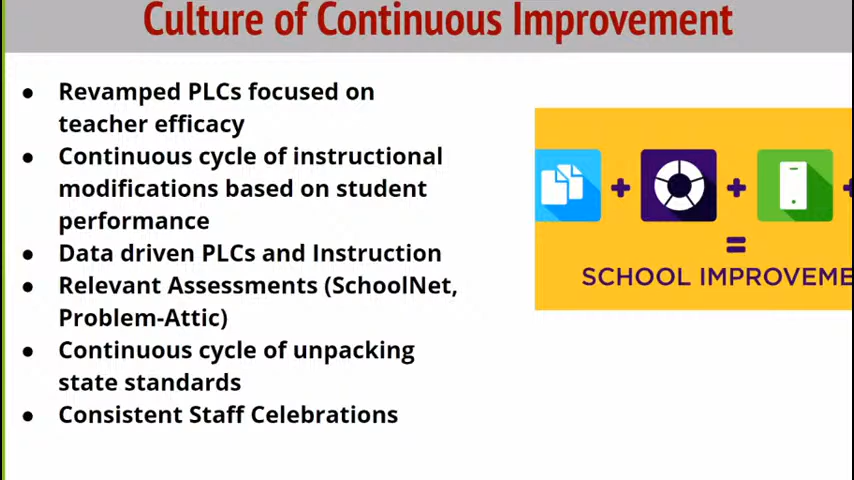 Culture of Continuous Improvement
● Revamped PLCs focused on
teacher efficacy
● Continuous cycle of instructional
modifications based on student
performance
● Data driven PLCs and Instruction
● Relevant Assessments (SchoolNet,
Problem-Attic)
● Continuous cycle of unpacking
state standards
● Consistent Staff Celebrations
+ + +
=
SCHOOL IMPROVEME